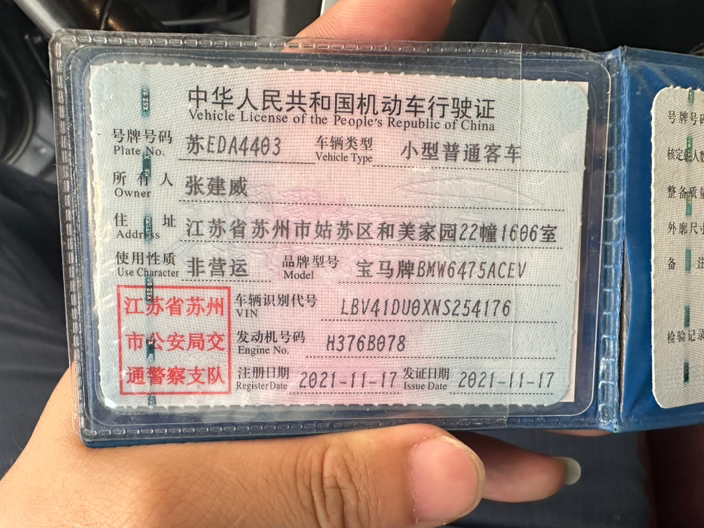 中华人民共和国机动车行驶证
Vehicle License of the People's Republic of China
号牌号码 苏EDA4403 车辆类型 小型普通客车
Plate No. Vehicle Type
所有人 张建威
Owner
住址 江苏省苏州市姑苏区和美家园22幢1606室
Address
使用性质 非营运 品牌型号 宝马牌BMW6475ACEV
Use Character Model
江苏省苏州
市公安局交
通警察支队
车辆识别代号 LBV41DU0XNS254176
VIN
发动机号码 H376B078
Engine No.
注册日期 2021-11-17 发证日期 2021-11-17
Register Date Issue Date
号牌号
核定
整备质
外廓尺
备
检验记